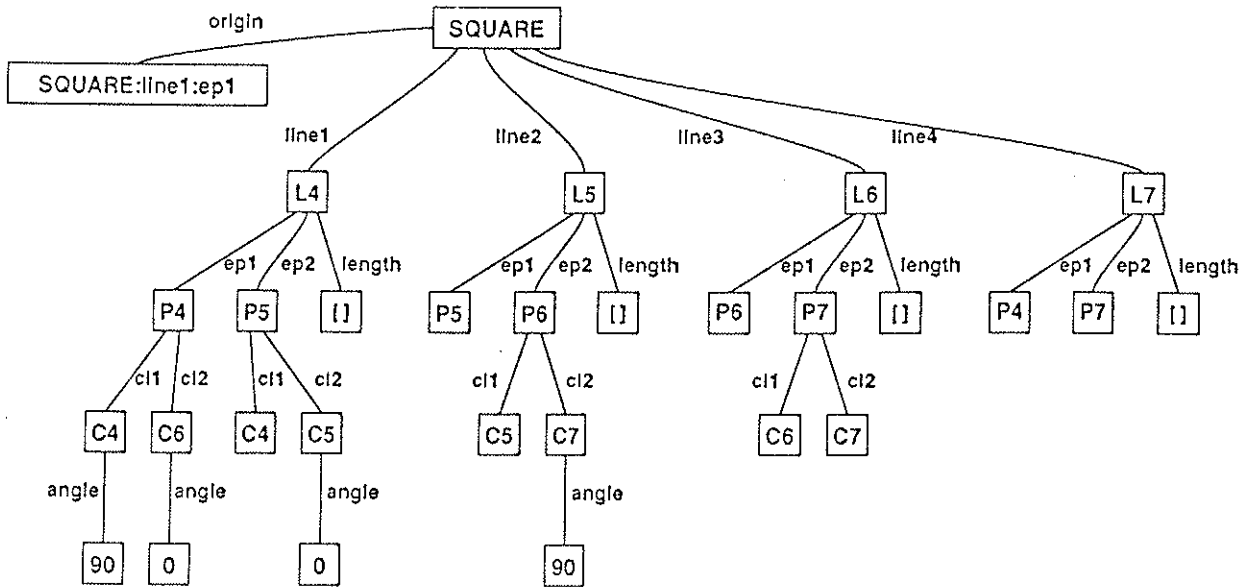 origin
SQUARE
SQUARE:line1:ep1
line1 line2 line3 line4
L4 L5 L6 L7
ep1 ep2 length ep1 ep2 length ep1 ep2 length ep1 ep2 length
P4 P5 [] P5 P6 [] P6 P7 [] P4 P7 []
cl1 cl2 cl1 cl2 cl1 cl2 cl1 cl2
C4 C6 C4 C5 C5 C7 C6 C7
angle angle angle angle
90 0 0 90